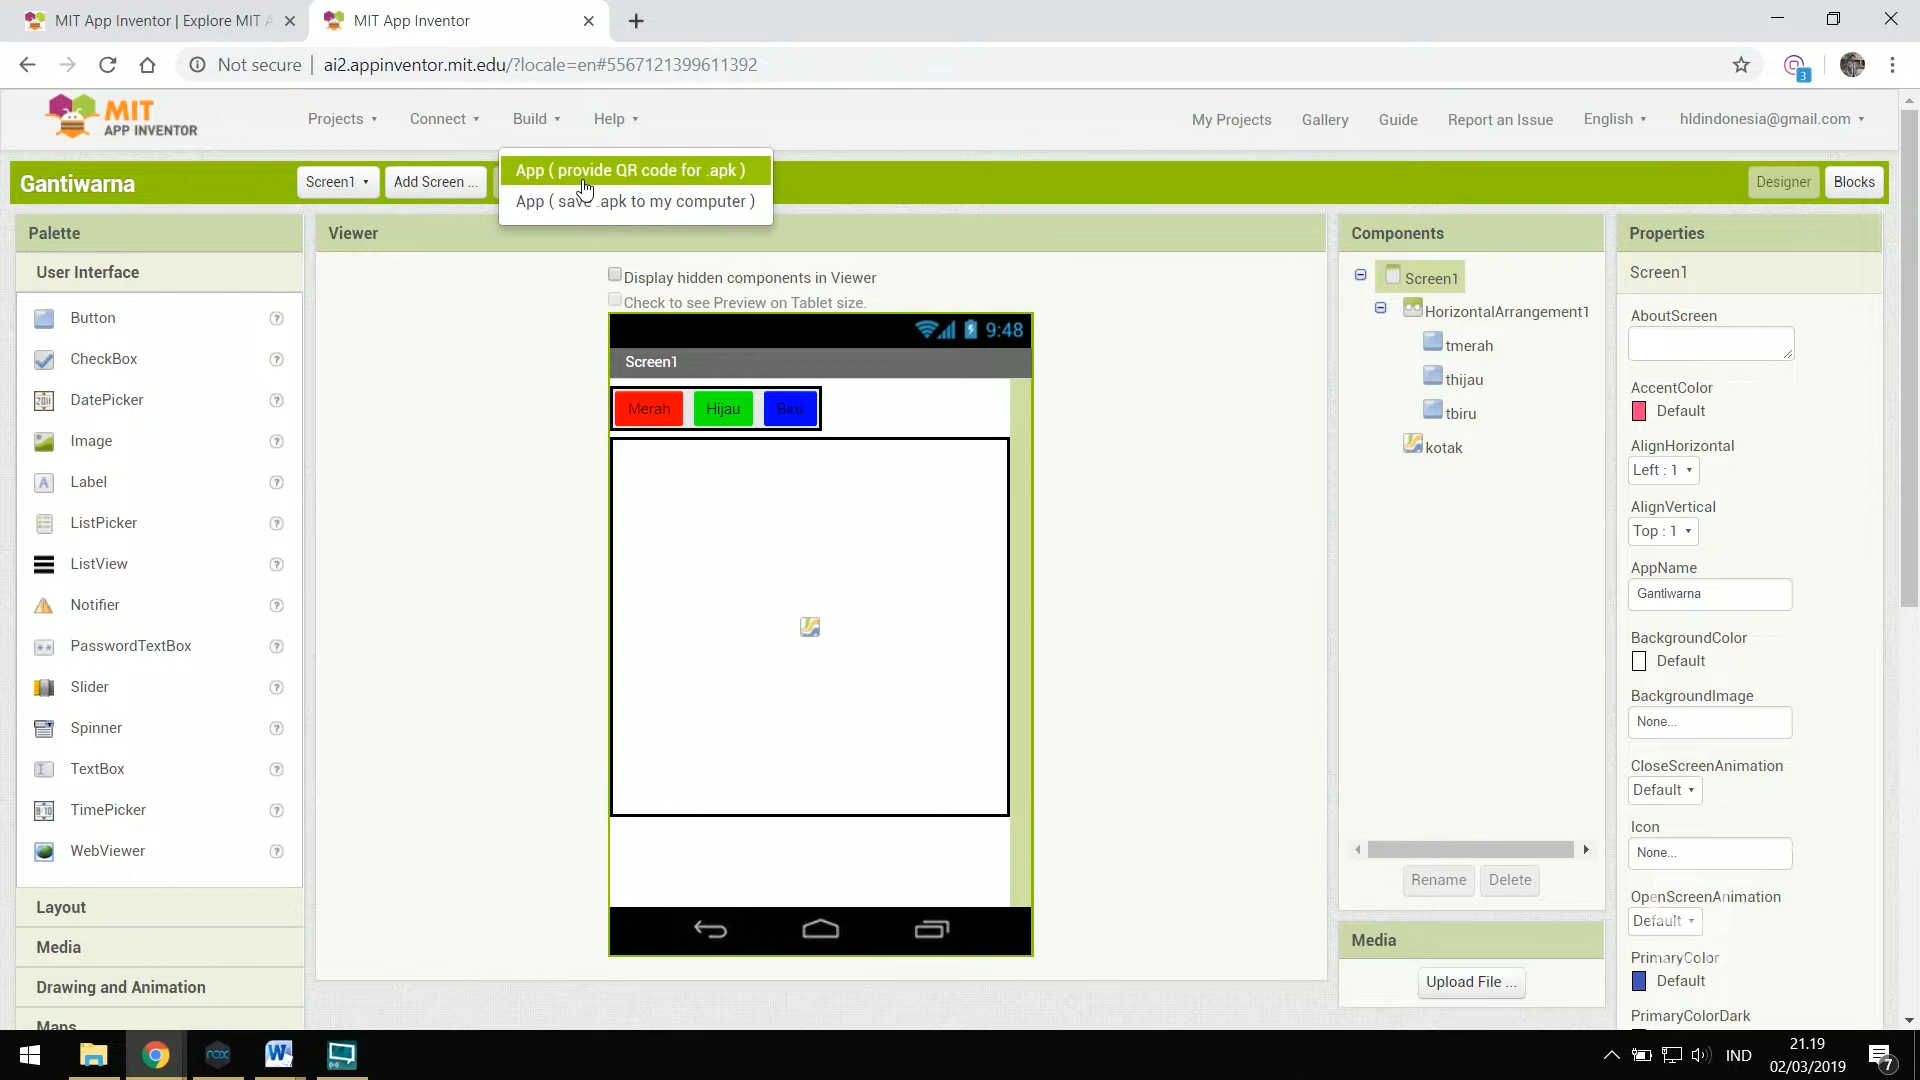 MIT App Inventor | Explore MIT A
MIT App Inventor
Not secure | ai2.appinventor.mit.edu/?locale=en#5567121399611392
3
MIT
APP INVENTOR
Projects
Connect
Build
Help
My Projects
Gallery
Guide
Report an Issue
English
hldindonesia@gmail.com
Gantiwarna
Screen1
Add Screen ...
App ( provide QR code for .apk )
App ( save .apk to my computer )
Designer
Blocks
Palette
User Interface
Button
CheckBox
DatePicker
Image
Label
ListPicker
ListView
Notifier
PasswordTextBox
Slider
Spinner
TextBox
TimePicker
WebViewer
Layout
Media
Drawing and Animation
Maps
Viewer
Display hidden components in Viewer
Check to see Preview on Tablet size.
9:48
Screen1
Merah
Hijau
Biru
Components
Screen1
HorizontalArrangement1
tmerah
thijau
tbiru
kotak
Rename
Delete
Media
Upload File ...
Properties
Screen1
AboutScreen
AccentColor
Default
AlignHorizontal
Left : 1
AlignVertical
Top : 1
AppName
Gantiwarna
BackgroundColor
Default
BackgroundImage
None...
CloseScreenAnimation
Default
Icon
None...
OpenScreenAnimation
Default
PrimaryColor
Default
PrimaryColorDark
IND
21.19
02/03/2019
7